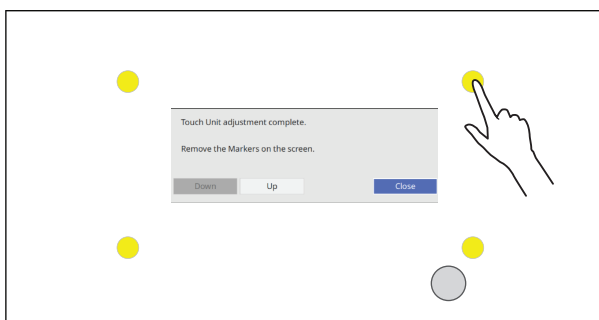 Touch Unit adjustment complete.
Remove the Markers on the screen.
Down Up Close